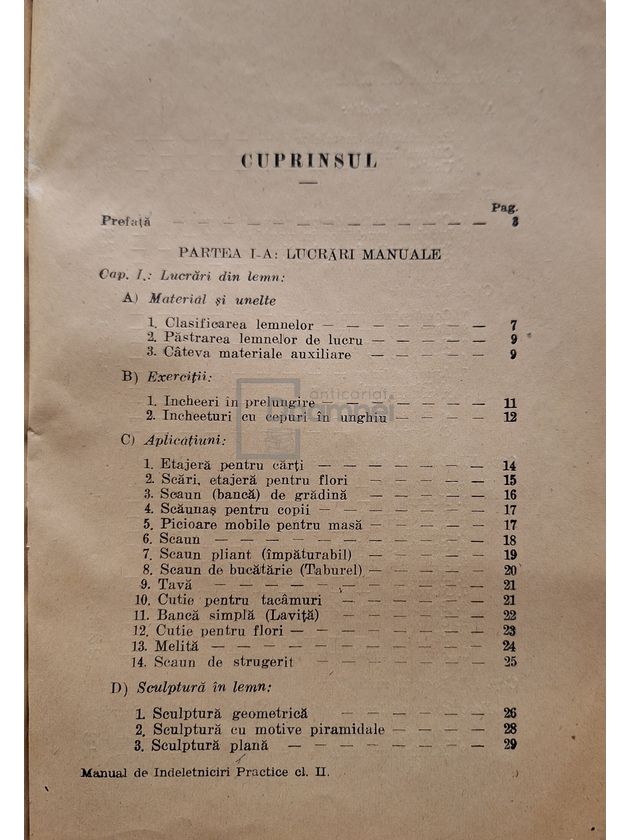 CUPRINSUL
Pag.
Prefață — — — — — — — — — — — — — 3
PARTEA I-A: LUCRĂRI MANUALE
Cap. I.: Lucrări din lemn:
A) Material și unelte
1. Clasificarea lemnelor — — — — — — — 7
2. Păstrarea lemnelor de lucru — — — — — 9
3. Câteva materiale auxiliare — — — — — 9
B) Exerciții:
1. Incheeri in prelungire — — — — — — — 11
2. Incheeturi cu cepuri în unghiu — — — — 12
anticariat
C) Aplicațiuni:
1. Etajeră pentru cărți — — — — — — — 14
2. Scări, etajeră pentru flori — — — — — 15
3. Scaun (bancă) de grădină — — — — — 16
4. Scăunaș pentru copii — — — — — — — 17
5. Picioare mobile pentru masă — — — — — 17
6. Scaun — — — — — — — — — — — 18
7. Scaun pliant (împăturabil) — — — — — 19
8. Scaun de bucătărie (Taburel) — — — — — 20
9. Tavă — — — — — — — — — — — 21
10. Cutie pentru tacâmuri — — — — — — 21
11. Bancă simplă (Laviță) — — — — — — 22
12. Cutie pentru flori — — — — — — — — 23
13. Melită — — — — — — — — — — — 24
14. Scaun de strugerit — — — — — — — 25
D) Sculptură în lemn:
1. Sculptură geometrică — — — — — — 26
2. Sculptură cu motive piramidale — — — — 28
3. Sculptură plană — — — — — — — — 29
Manual de Indeletniciri Practice cl. II.